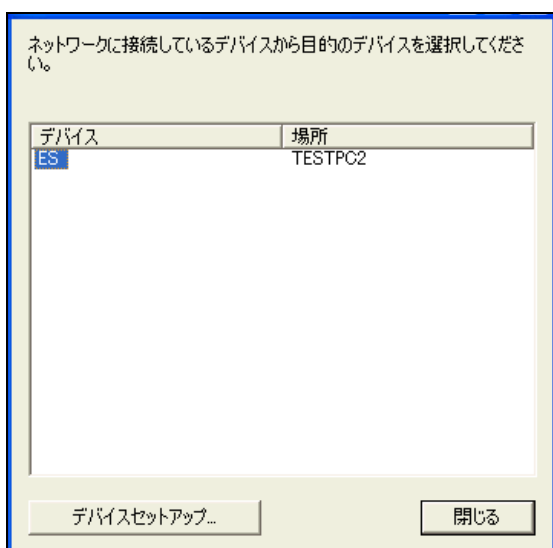 ネットワークに接続しているデバイスから目的のデバイスを選択してくださ
い。
デバイス 場所
ES TESTPC2
デバイスセットアップ... 閉じる